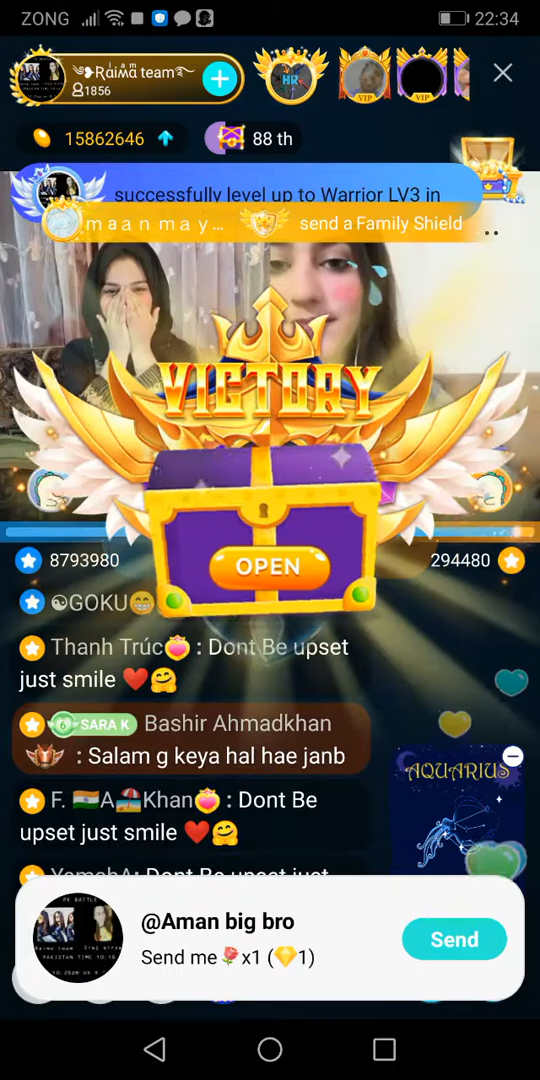 ZONG 22:34
༄❥Rαίмα̊͏ͫ team࿐
1856
HR
VIP VIP
15862646 88 th
successfully level up to Warrior LV3 in
m a a n m a y ... send a Family Shield
VICTORY
OPEN
8793980 294480
☯GOKU😁
Thanh Trúc🍑 : Dont Be upset
just smile ❤️🤗
6 SARA K Bashir Ahmadkhan
: Salam g keya hal hae janb
F. 🇮🇳A⛱️Khan🍑 : Dont Be
upset just smile ❤️🤗
AQUARIUS
@Aman big bro
Send me🌹x1 (💎1)
Send